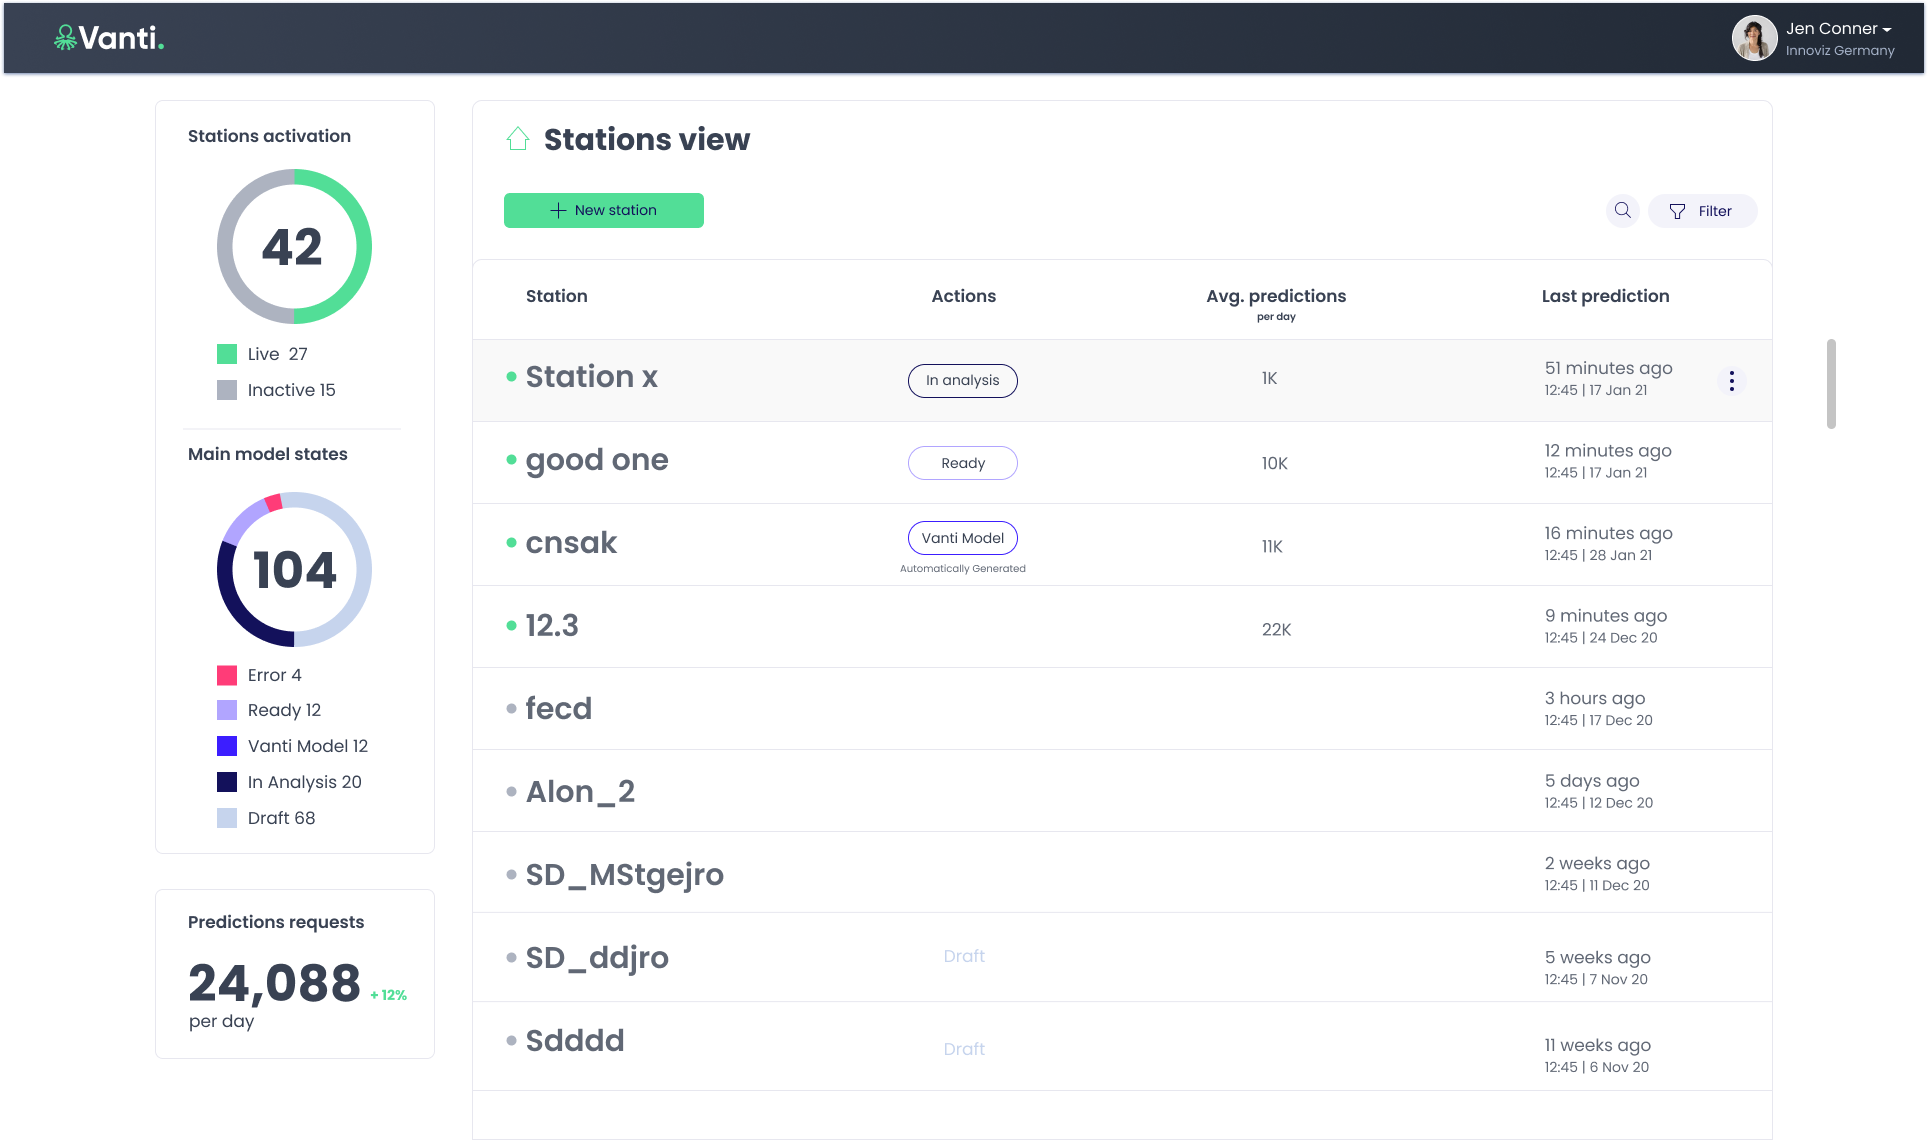 Vanti.
Jen Conner
Innoviz Germany
Stations activation
42
Live 27
Inactive 15
Main model states
104
Error 4
Ready 12
Vanti Model 12
In Analysis 20
Draft 68
Predictions requests
24,088 + 12%
per day
Stations view
New station
Filter
Station Actions Avg. predictions Last prediction
per day
Station x In analysis 1K 51 minutes ago
12:45 | 17 Jan 21
good one Ready 10K 12 minutes ago
12:45 | 17 Jan 21
cnsak Vanti Model 11K 16 minutes ago
Automatically Generated 12:45 | 28 Jan 21
12.3 22K 9 minutes ago
12:45 | 24 Dec 20
fecd 3 hours ago
12:45 | 17 Dec 20
Alon_2 5 days ago
12:45 | 12 Dec 20
SD_MStgejro 2 weeks ago
12:45 | 11 Dec 20
SD_ddjro Draft 5 weeks ago
12:45 | 7 Nov 20
Sdddd Draft 11 weeks ago
12:45 | 6 Nov 20